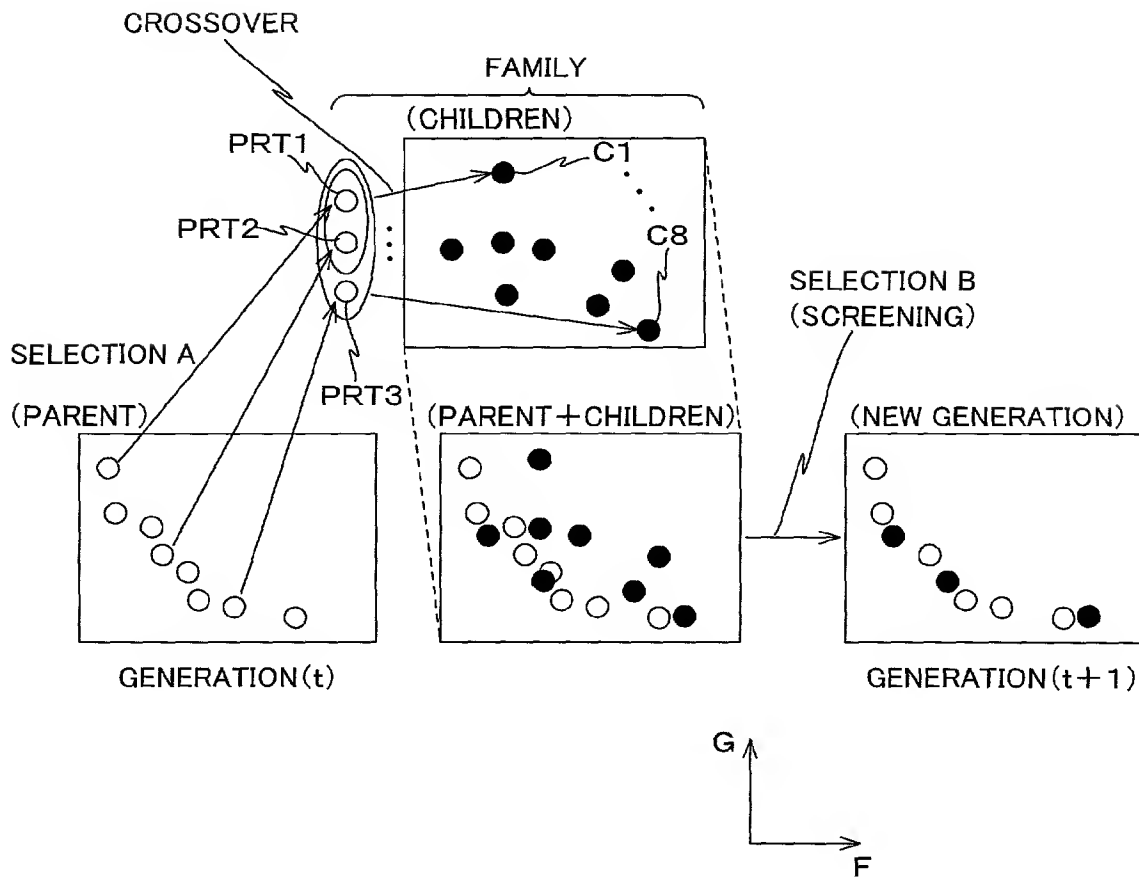 CROSSOVER
FAMILY
(CHILDREN)
PRT1
C1
PRT2
C8
SELECTION B
(SCREENING)
SELECTION A
PRT3
(PARENT)
(PARENT+CHILDREN)
(NEW GENERATION)
GENERATION(t)
GENERATION(t+1)
G
F